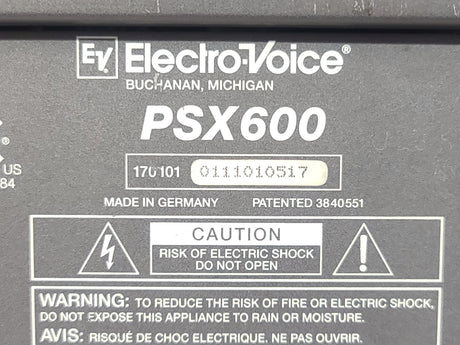 EV Electro-Voice®
BUCHANAN, MICHIGAN
PSX600
170101 0111010517
MADE IN GERMANY PATENTED 3840551
®
US
84
CAUTION
RISK OF ELECTRIC SHOCK
DO NOT OPEN
WARNING: TO REDUCE THE RISK OF FIRE OR ELECTRIC SHOCK,
DO NOT EXPOSE THIS APPLIANCE TO RAIN OR MOISTURE.
AVIS: RISQUÉ DE CHOC ELECTRIQUE. NE PAS OUVRIR.